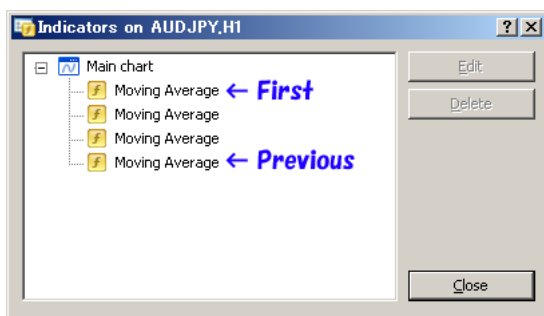 Indicators on AUDJPY,H1
Main chart
Edit
Moving Average ← First
Delete
Moving Average
Moving Average
Moving Average ← Previous
Close